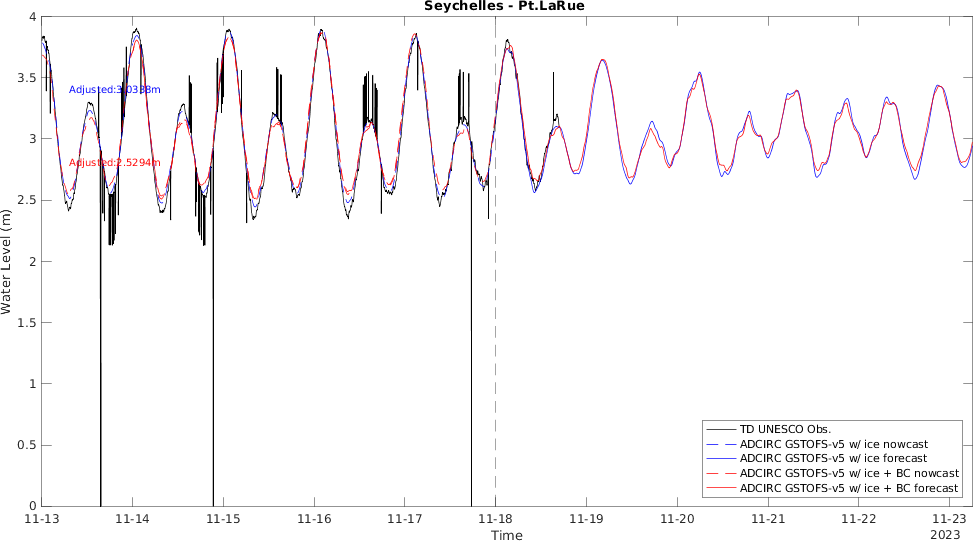 Seychelles - Pt.LaRue
4
3.5
3
2.5
2
1.5
1
0.5
0
Water Level (m)
Adjusted:3.0338m
Adjusted:2.5294m
TD UNESCO Obs.
ADCIRC GSTOFS-v5 w/ ice nowcast
ADCIRC GSTOFS-v5 w/ ice forecast
ADCIRC GSTOFS-v5 w/ ice + BC nowcast
ADCIRC GSTOFS-v5 w/ ice + BC forecast
11-13 11-14 11-15 11-16 11-17 11-18 11-19 11-20 11-21 11-22 11-23
2023
Time